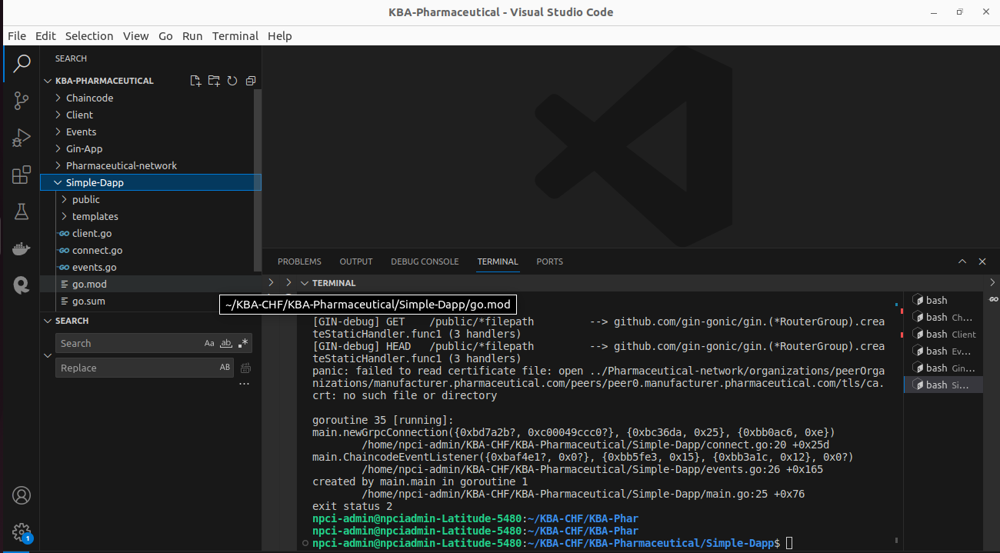 KBA-Pharmaceutical - Visual Studio Code
File Edit Selection View Go Run Terminal Help
SEARCH
KBA-PHARMACEUTICAL
Chaincode
Client
Events
Gin-App
Pharmaceutical-network
Simple-Dapp
public
templates
GO client.go
GO connect.go
GO events.go
go.mod
go.sum
~/KBA-CHF/KBA-Pharmaceutical/Simple-Dapp/go.mod
SEARCH
Search Aa ab .*
Replace AB
...
1
PROBLEMS OUTPUT DEBUG CONSOLE TERMINAL PORTS
TERMINAL
[GIN-debug] GET    /public/*filepath         --> github.com/gin-gonic/gin.(*RouterGroup).crea
teStaticHandler.func1 (3 handlers)
[GIN-debug] HEAD   /public/*filepath         --> github.com/gin-gonic/gin.(*RouterGroup).crea
teStaticHandler.func1 (3 handlers)
panic: failed to read certificate file: open ../Pharmaceutical-network/organizations/peerOrga
nizations/manufacturer.pharmaceutical.com/peers/peer0.manufacturer.pharmaceutical.com/tls/ca.
crt: no such file or directory
goroutine 35 [running]:
main.newGrpcConnection({0xbd7a2b?, 0xc00049ccc0?}, {0xbc36da, 0x25}, {0xbb0ac6, 0xe})
/home/npci-admin/KBA-CHF/KBA-Pharmaceutical/Simple-Dapp/connect.go:20 +0x25d
main.ChaincodeEventListener({0xbaf4e1?, 0x0?}, {0xbb5fe3, 0x15}, {0xbb3a1c, 0x12}, 0x0?)
/home/npci-admin/KBA-CHF/KBA-Pharmaceutical/Simple-Dapp/events.go:26 +0x165
created by main.main in goroutine 1
/home/npci-admin/KBA-CHF/KBA-Pharmaceutical/Simple-Dapp/main.go:25 +0x76
exit status 2
npci-admin@npciadmin-Latitude-5480:~/KBA-CHF/KBA-Phar
npci-admin@npciadmin-Latitude-5480:~/KBA-CHF/KBA-Phar
npci-admin@npciadmin-Latitude-5480:~/KBA-CHF/KBA-Pharmaceutical/Simple-Dapp$
bash
bash Ch...
bash Client
bash Ev...
bash Gin...
bash Si...
GO